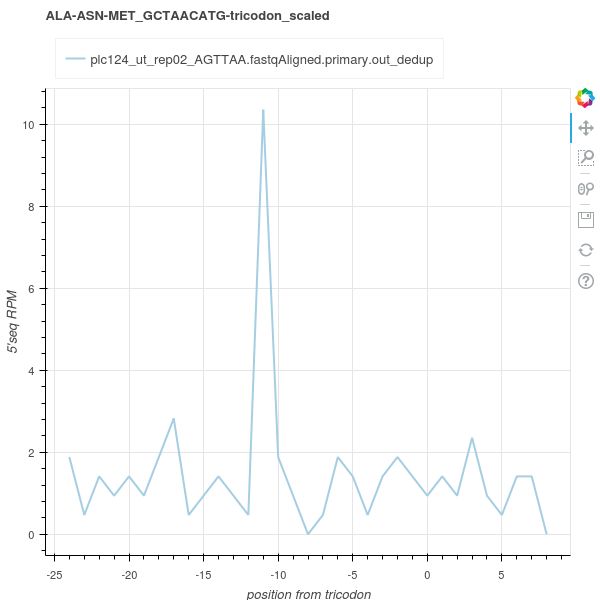 ALA-ASN-MET_GCTAACATG-tricodon_scaled
plc124_ut_rep02_AGTTAA.fastqAligned.primary.out_dedup
10
8
6
4
2
0
5'seq RPM
-25 -20 -15 -10 -5 0 5
position from tricodon